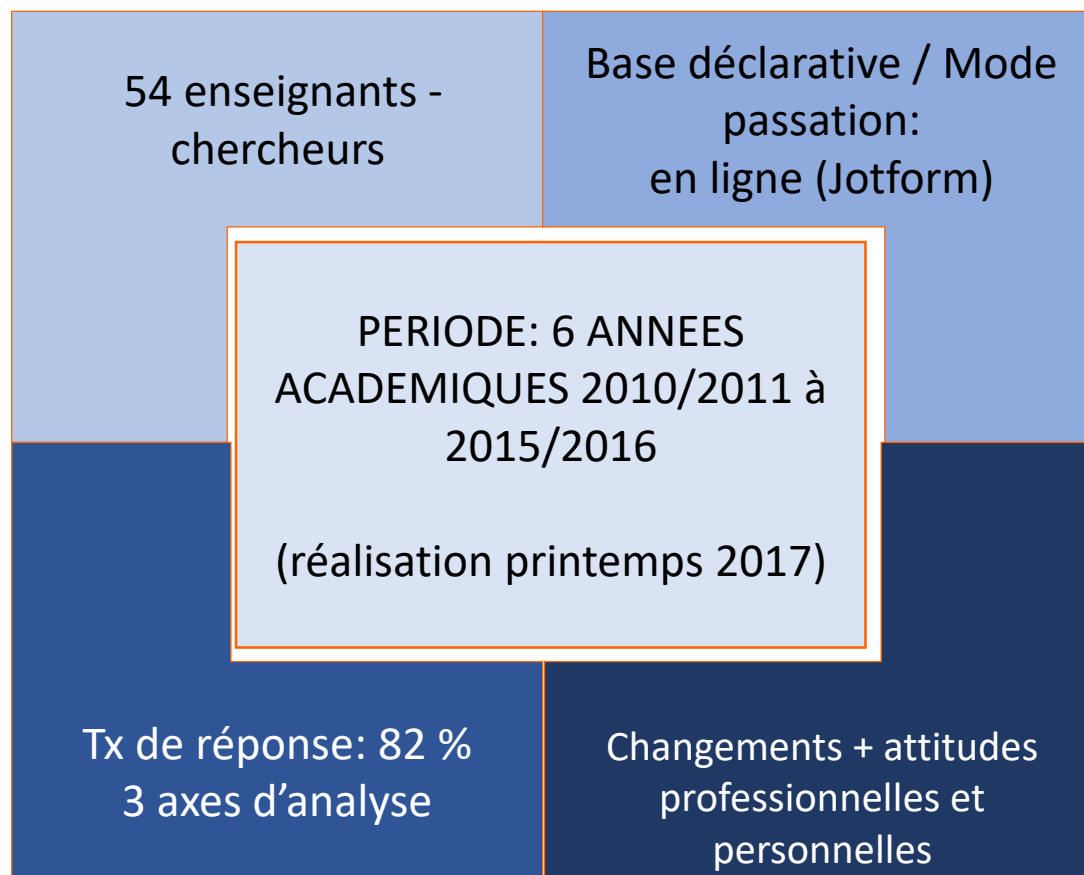 54 enseignants -
chercheurs
Base déclarative / Mode
passation:
en ligne (Jotform)
PERIODE: 6 ANNEES
ACADEMIQUES 2010/2011 à
2015/2016
(réalisation printemps 2017)
Tx de réponse: 82 %
3 axes d’analyse
Changements + attitudes
professionnelles et
personnelles